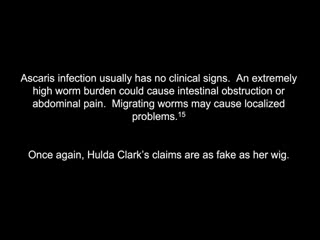 Ascaris infection usually has no clinical signs.  An extremely
high worm burden could cause intestinal obstruction or
abdominal pain.  Migrating worms may cause localized
problems.¹⁵
Once again, Hulda Clark's claims are as fake as her wig.